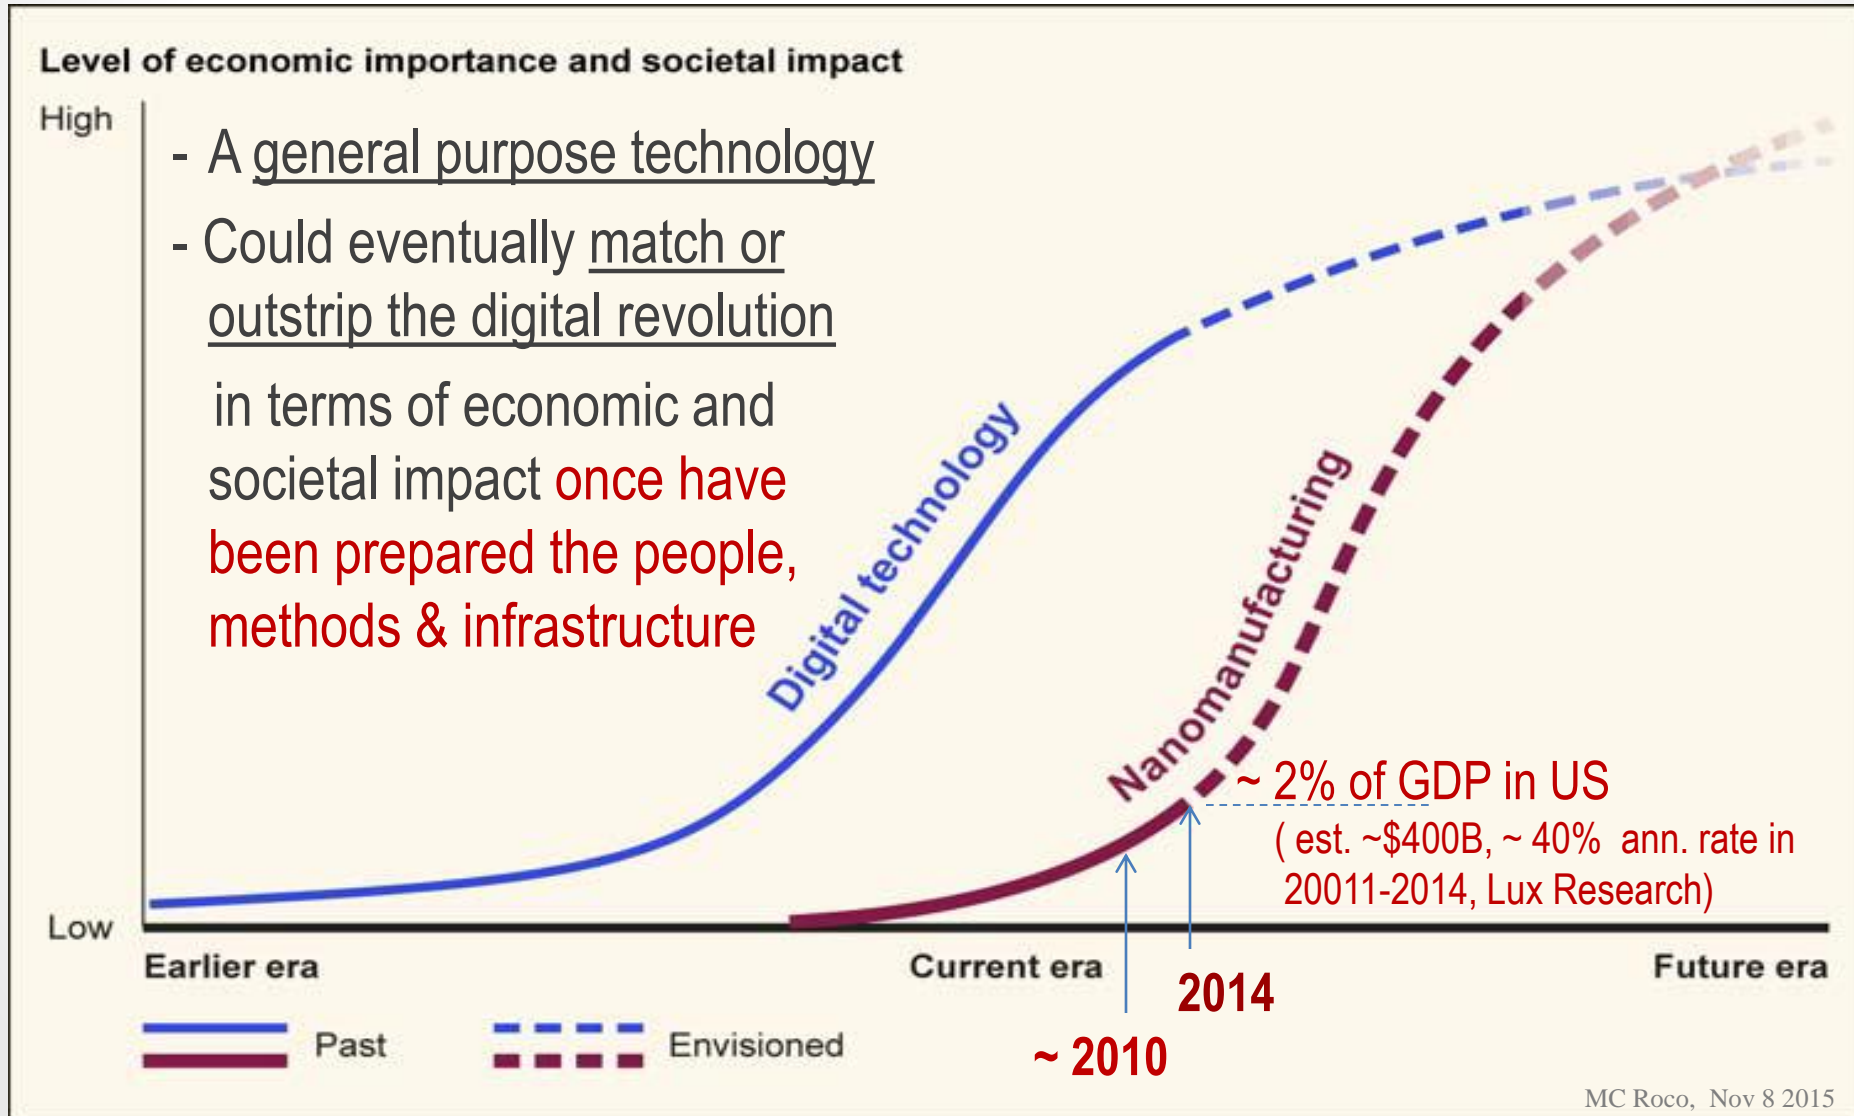 Level of economic importance and societal impact
High
- A general purpose technology
- Could eventually match or
outstrip the digital revolution
in terms of economic and
societal impact once have
been prepared the people,
methods & infrastructure
Digital technology
Nanomanufacturing
~ 2% of GDP in US
( est. ~$400B, ~ 40% ann. rate in
20011-2014, Lux Research)
Low
Earlier era
Current era
Future era
2014
~ 2010
Past
Envisioned
MC Roco, Nov 8 2015